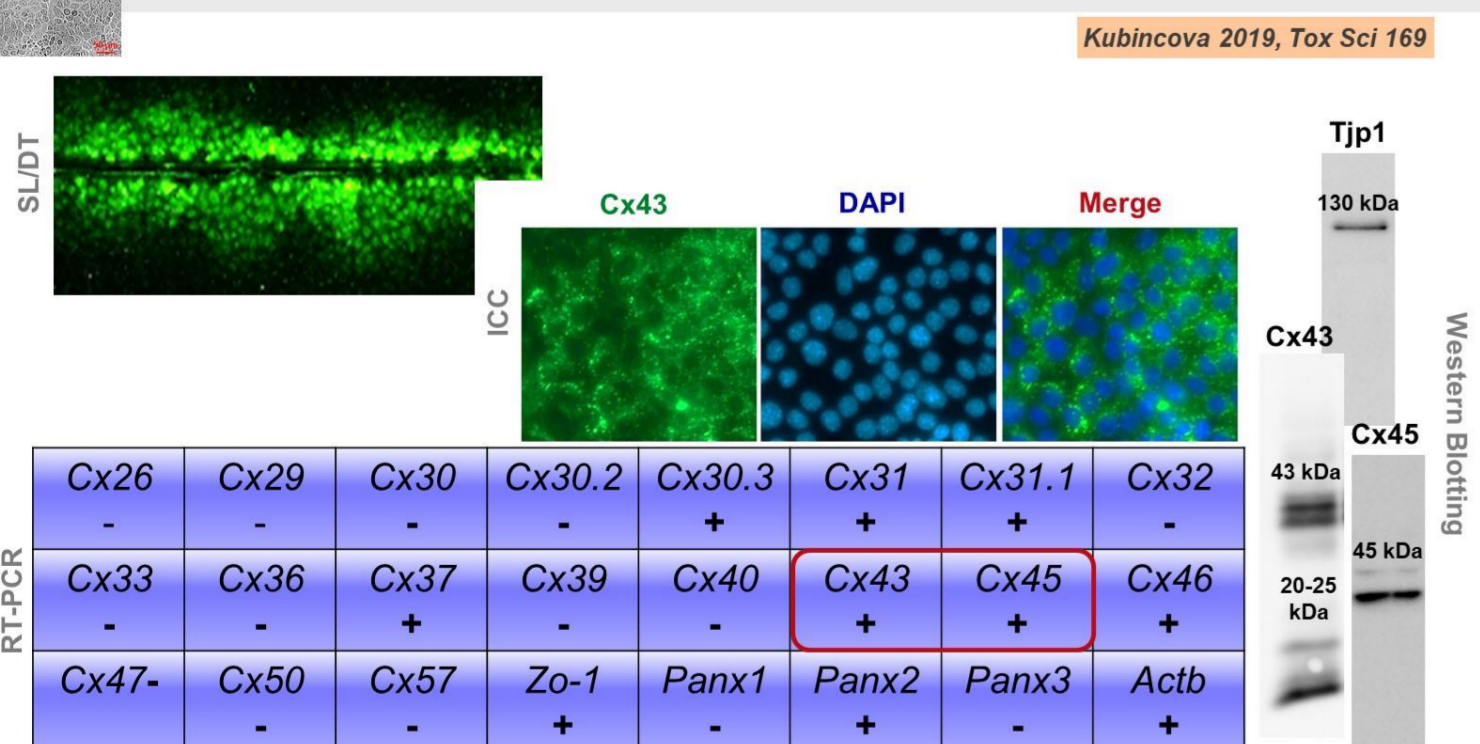 50 µm
Kubincova 2019, Tox Sci 169
SL/DT
ICC
Cx43 DAPI Merge
Tjp1
130 kDa
Cx43
43 kDa
20-25
kDa
Cx45
45 kDa
Western Blotting
RT-PCR
Cx26 Cx29 Cx30 Cx30.2 Cx30.3 Cx31 Cx31.1 Cx32
- - - - + + + -
Cx33 Cx36 Cx37 Cx39 Cx40 Cx43 Cx45 Cx46
- - + - - + + +
Cx47- Cx50 Cx57 Zo-1 Panx1 Panx2 Panx3 Actb
- - + - + - +